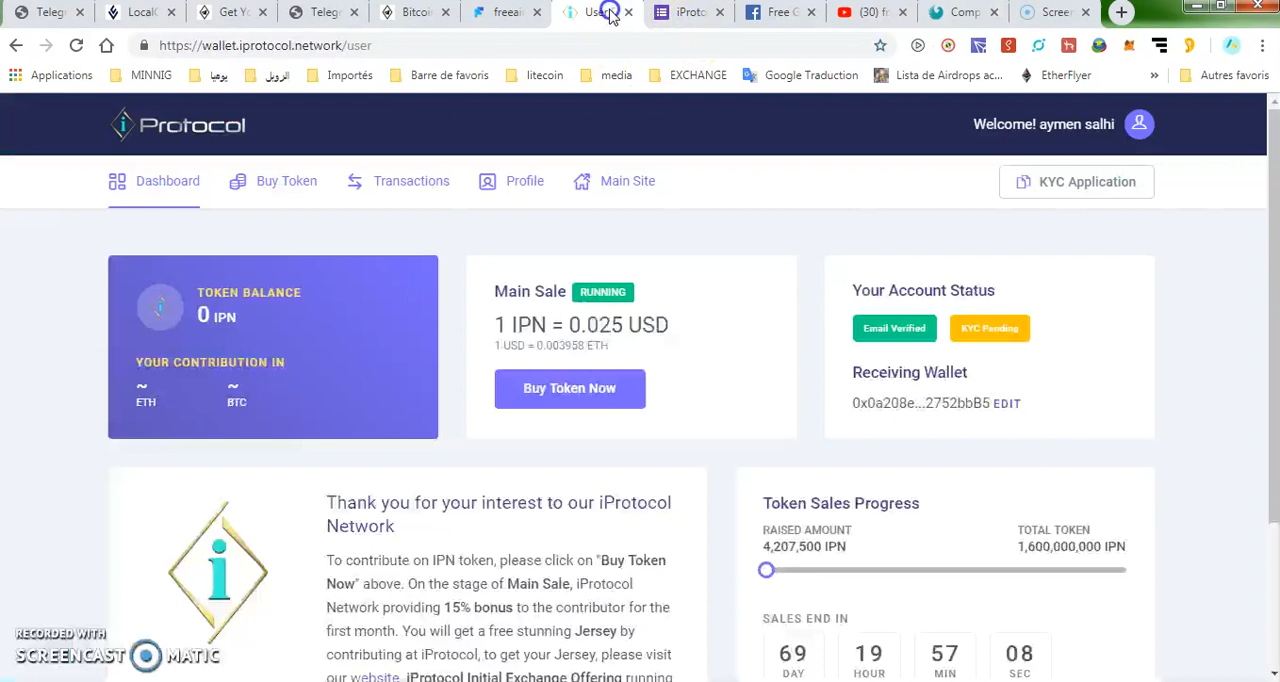 Telegr
LocalC
Get Yo
Telegr
Bitcoin
freeair
User
iProto
Free G
(30) fr
Comp
Screen
https://wallet.iprotocol.network/user
Applications
MINNIG
يوميا
الزوبل
Importés
Barre de favoris
litecoin
media
EXCHANGE
Google Traduction
Lista de Airdrops ac...
EtherFlyer
»
Autres favoris
i Protocol
Welcome! aymen salhi
Dashboard
Buy Token
Transactions
Profile
Main Site
KYC Application
TOKEN BALANCE
0 IPN
YOUR CONTRIBUTION IN
~ ~
ETH BTC
Main Sale RUNNING
1 IPN = 0.025 USD
1 USD = 0.003958 ETH
Buy Token Now
Your Account Status
Email Verified KYC Pending
Receiving Wallet
0x0a208e...2752bbB5 EDIT
Thank you for your interest to our iProtocol
Network
To contribute on IPN token, please click on "Buy Token
Now" above. On the stage of Main Sale, iProtocol
Network providing 15% bonus to the contributor for the
first month. You will get a free stunning Jersey by
contributing at iProtocol, to get your Jersey, please visit
our website. iProtocol Initial Exchange Offering running
Token Sales Progress
RAISED AMOUNT TOTAL TOKEN
4,207,500 IPN 1,600,000,000 IPN
SALES END IN
69 19 57 08
DAY HOUR MIN SEC
RECORDED WITH
SCREENCAST MATIC